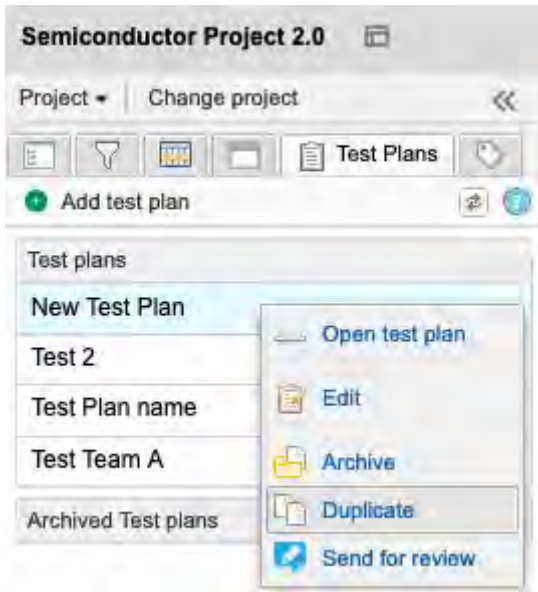 Semiconductor Project 2.0
Project Change project
Test Plans
Add test plan
Test plans
New Test Plan
Open test plan
Test 2
Edit
Test Plan name
Test Team A
Archive
Duplicate
Archived Test plans
Send for review